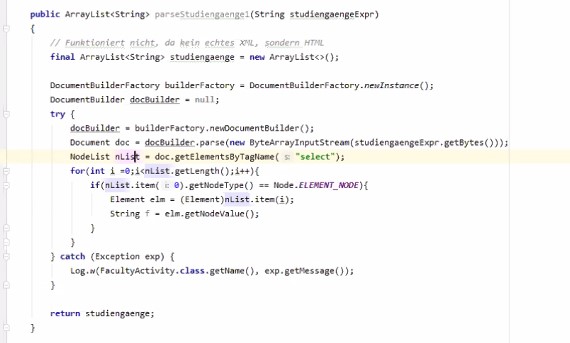 public ArrayList<String> parseStudiengaenge1(String studiengaengeExpr)
{
// Funktioniert nicht, da kein echtes XML, sondern HTML
final ArrayList<String> studiengaenge = new ArrayList<>();
DocumentBuilderFactory builderFactory = DocumentBuilderFactory.newInstance();
DocumentBuilder docBuilder = null;
try {
docBuilder = builderFactory.newDocumentBuilder();
Document doc = docBuilder.parse(new ByteArrayInputStream(studiengaengeExpr.getBytes()));
NodeList nList = doc.getElementsByTagName( s: "select");
for(int i =0;i<nList.getLength();i++){
if(nList.item( i: 0).getNodeType() == Node.ELEMENT_NODE){
Element elm = (Element)nList.item(i);
String f = elm.getNodeValue();
}
}
} catch (Exception exp) {
Log.w(FacultyActivity.class.getName(), exp.getMessage());
}
return studiengaenge;
}